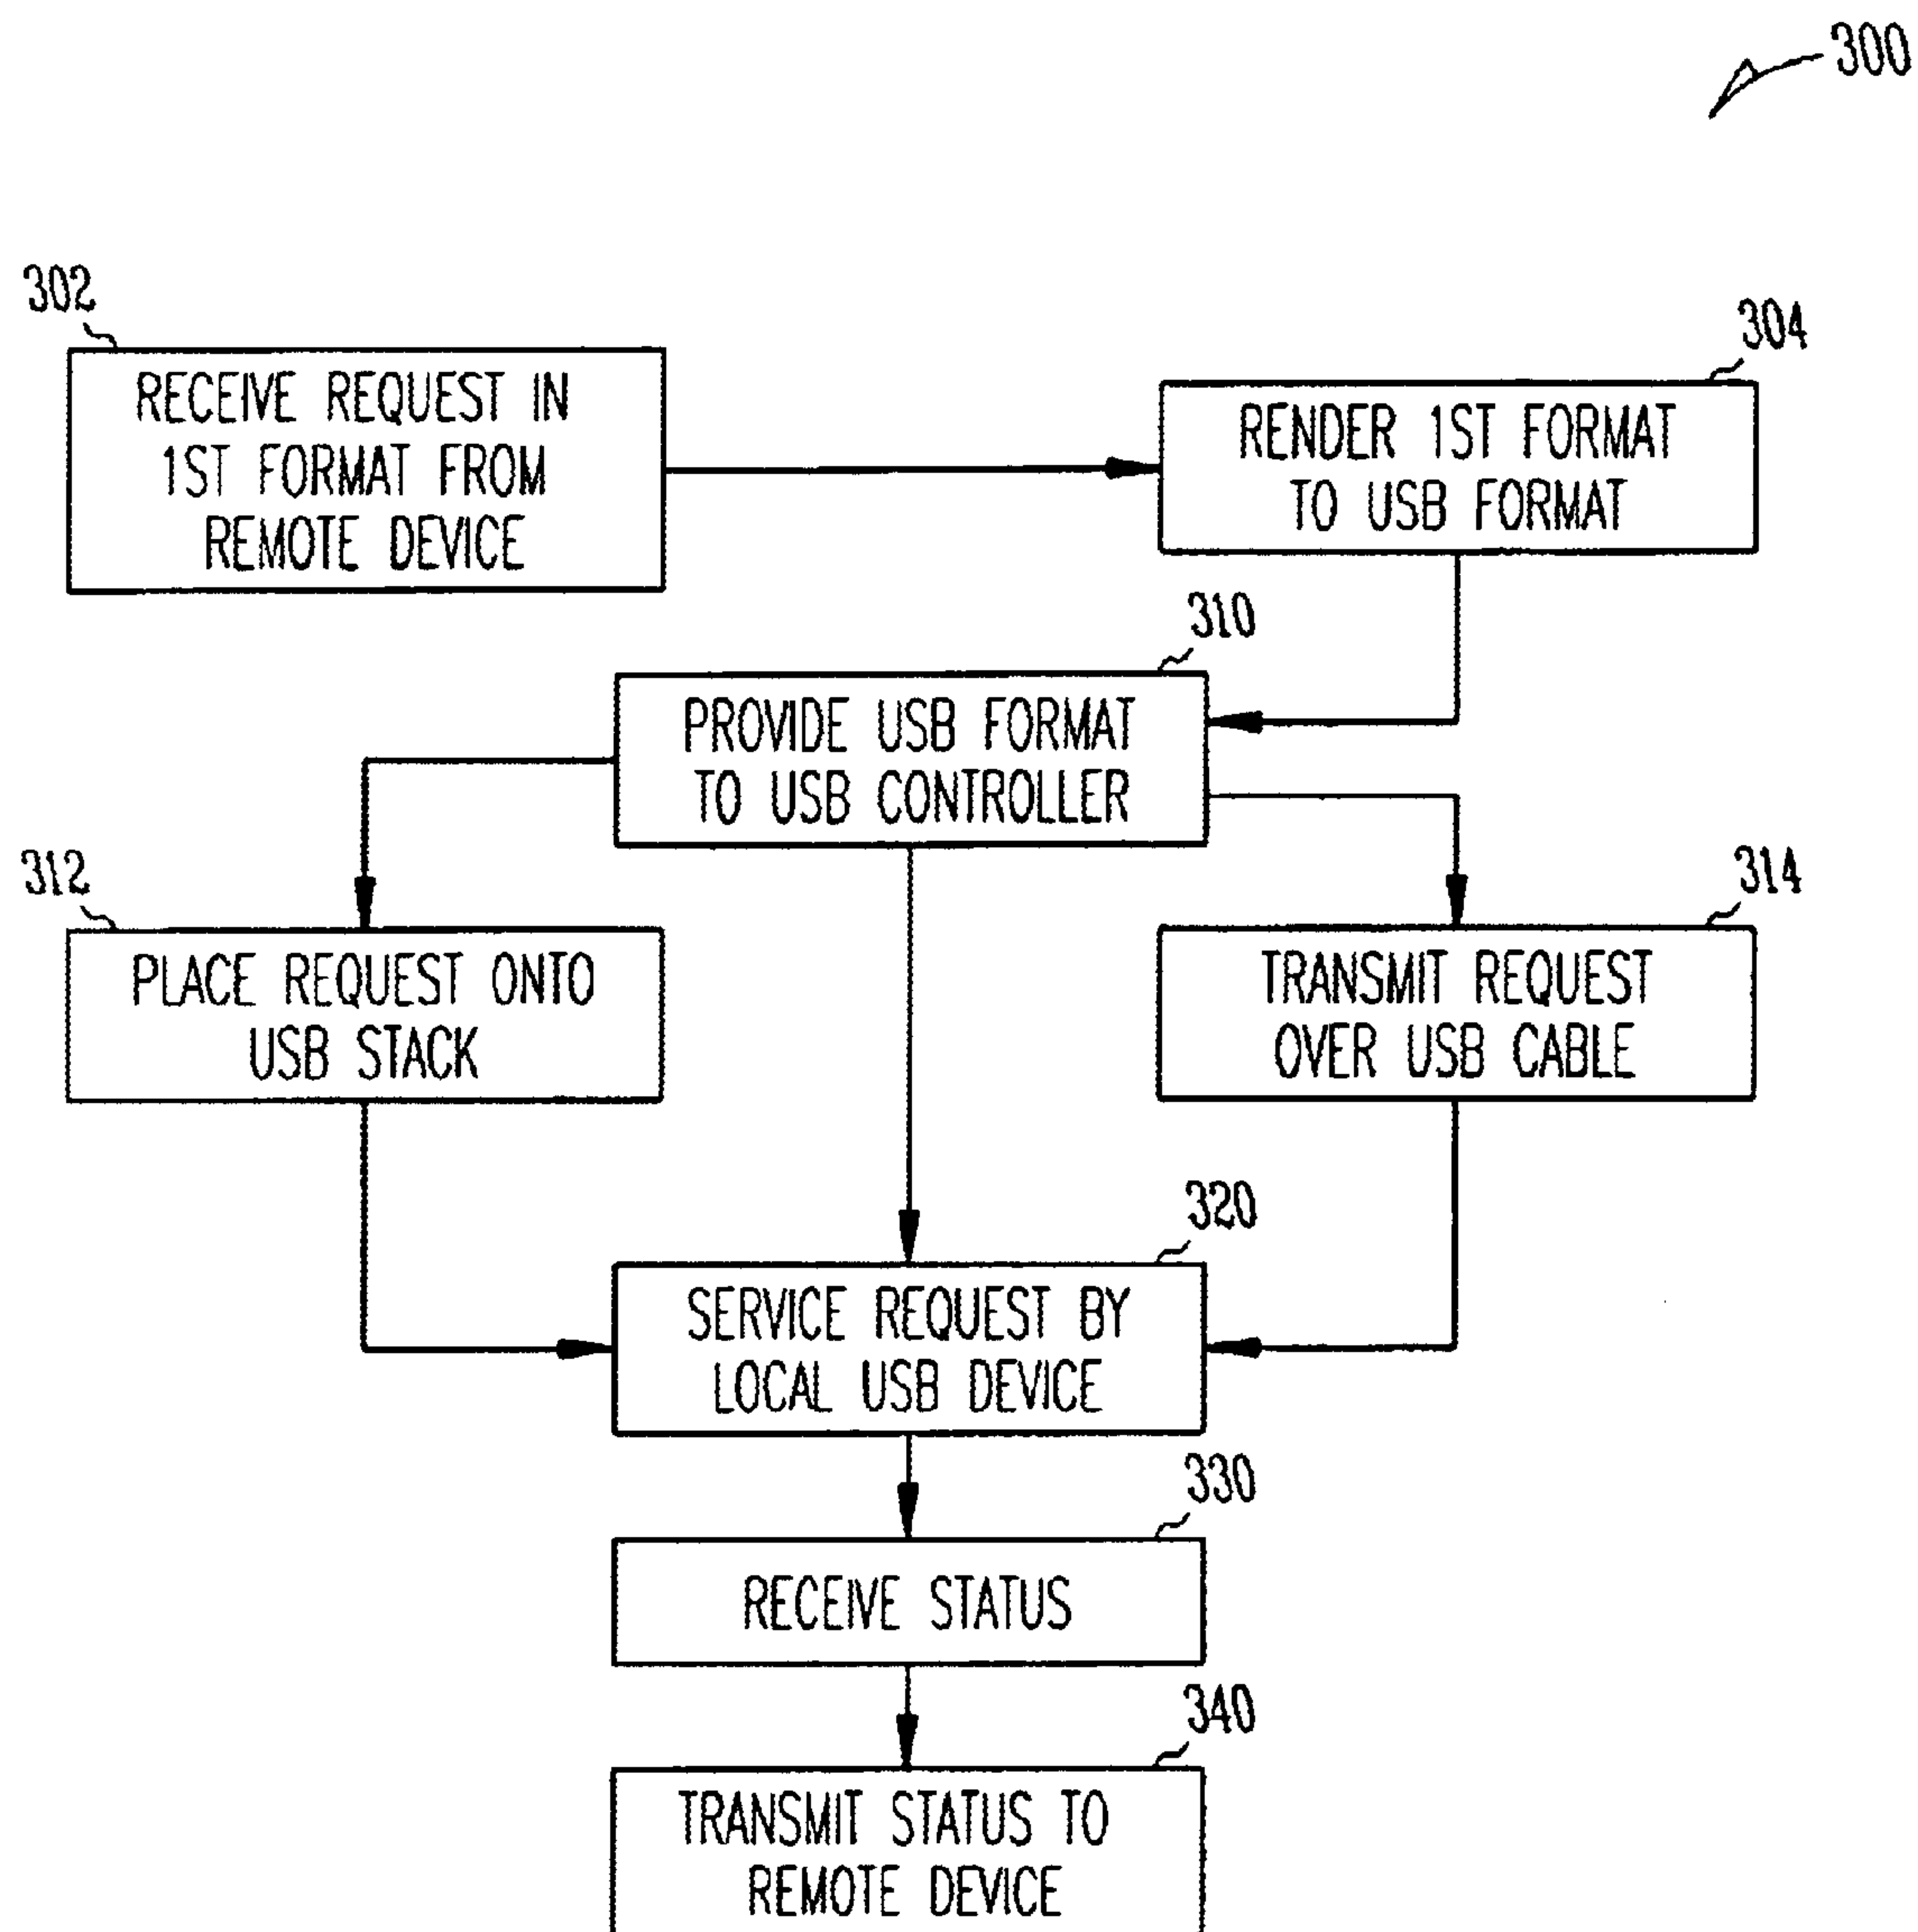 300
302
RECEIVE REQUEST IN
1ST FORMAT FROM
REMOTE DEVICE
304
RENDER 1ST FORMAT
TO USB FORMAT
310
PROVIDE USB FORMAT
TO USB CONTROLLER
312
PLACE REQUEST ONTO
USB STACK
314
TRANSMIT REQUEST
OVER USB CABLE
320
SERVICE REQUEST BY
LOCAL USB DEVICE
330
RECEIVE STATUS
340
TRANSMIT STATUS TO
REMOTE DEVICE